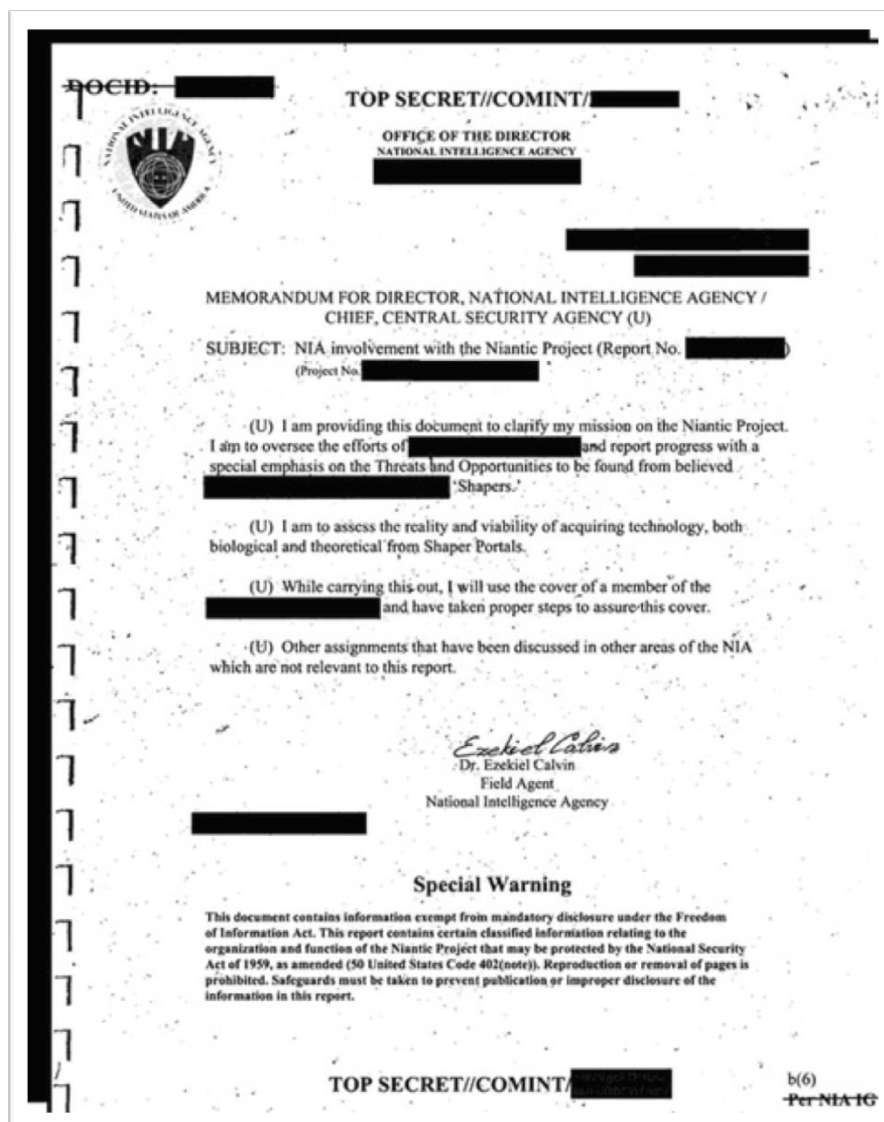 DOCID:
TOP SECRET//COMINT/
NATIONAL INTELLIGENCE AGENCY
NIA
UNITED STATES OF AMERICA
OFFICE OF THE DIRECTOR
NATIONAL INTELLIGENCE AGENCY
MEMORANDUM FOR DIRECTOR, NATIONAL INTELLIGENCE AGENCY /
CHIEF, CENTRAL SECURITY AGENCY (U)
SUBJECT: NIA involvement with the Niantic Project (Report No. )
(Project No.
(U) I am providing this document to clarify my mission on the Niantic Project.
I am to oversee the efforts of and report progress with a
special emphasis on the Threats and Opportunities to be found from believed
'Shapers.'
(U) I am to assess the reality and viability of acquiring technology, both
biological and theoretical from Shaper Portals.
(U) While carrying this out, I will use the cover of a member of the
and have taken proper steps to assure this cover.
(U) Other assignments that have been discussed in other areas of the NIA
which are not relevant to this report.
Ezekiel Calvin
Dr. Ezekiel Calvin
Field Agent
National Intelligence Agency
Special Warning
This document contains information exempt from mandatory disclosure under the Freedom
of Information Act. This report contains certain classified information relating to the
organization and function of the Niantic Project that may be protected by the National Security
Act of 1959, as amended (50 United States Code 402(note)). Reproduction or removal of pages is
prohibited. Safeguards must be taken to prevent publication or improper disclosure of the
information in this report.
TOP SECRET//COMINT/
b(6)
Per NIA IG